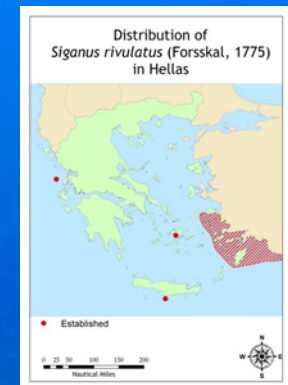 Distribution of
Siganus rivulatus (Forsskal, 1775)
in Hellas
Established
0 25 50 100 150 200
Nautical Miles
N
W E
S